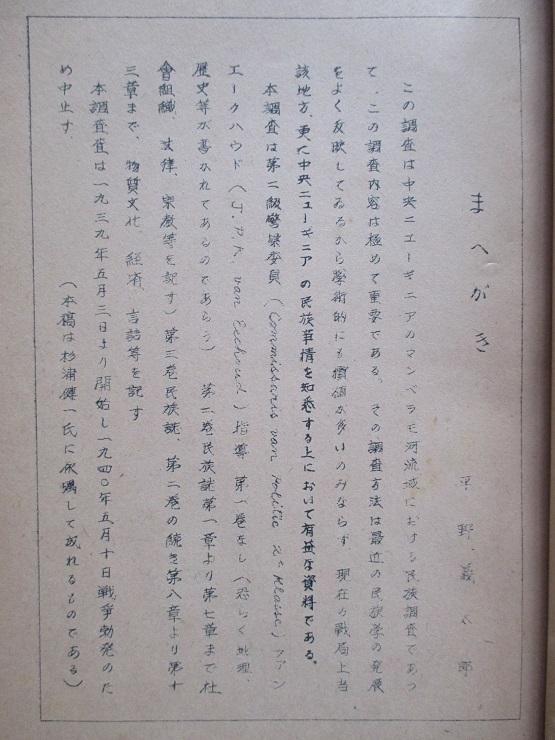 まへがき
平野義太郎
この調査は中央ニューギニアのマンベラモ河流域における民族調査であつ
て、この調査内容は極めて重要である。その調査方法は最近の民族学の発展
をよく反映してゐるから學術的にも價値が多いのみならず 現在の戰局上当
該地方、更に中央ニューギニアの民族事情を知悉する上において有益な資料である。
本調査は第二級警察委員(Commissaris van Politie 2e Klasse)ファン
エークハウド(J.P.K. van Eechoud)指導 第一巻なし(恐らく地理、
歴史等が書かれてあるのであらう) 第二巻民族誌第一章より第七章まで社
會組織、法律、宗教等を記す)第三巻民族誌、第二巻の続き第八章より第十
三章まで、物質文化、経済、言語等を記す
本調査は一九三九年五月三日より開始し一九四〇年五月十日戦争勃発のた
め中止す。
(本稿は杉浦健一氏に依嘱して成れるものである)